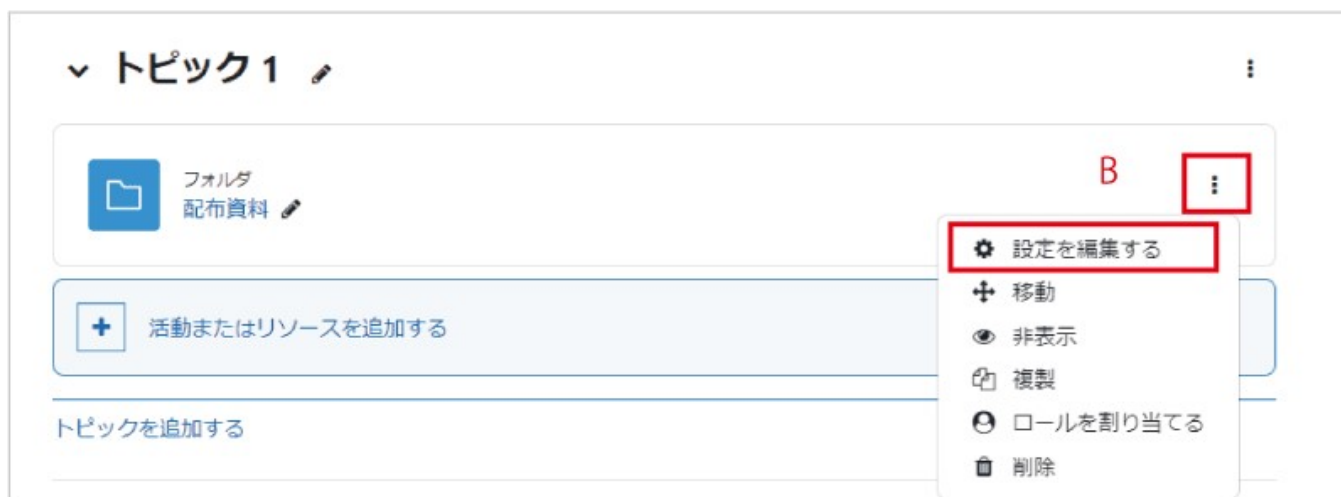 トピック 1
フォルダ
配布資料
B
設定を編集する
移動
非表示
複製
ロールを割り当てる
削除
活動またはリソースを追加する
トピックを追加する